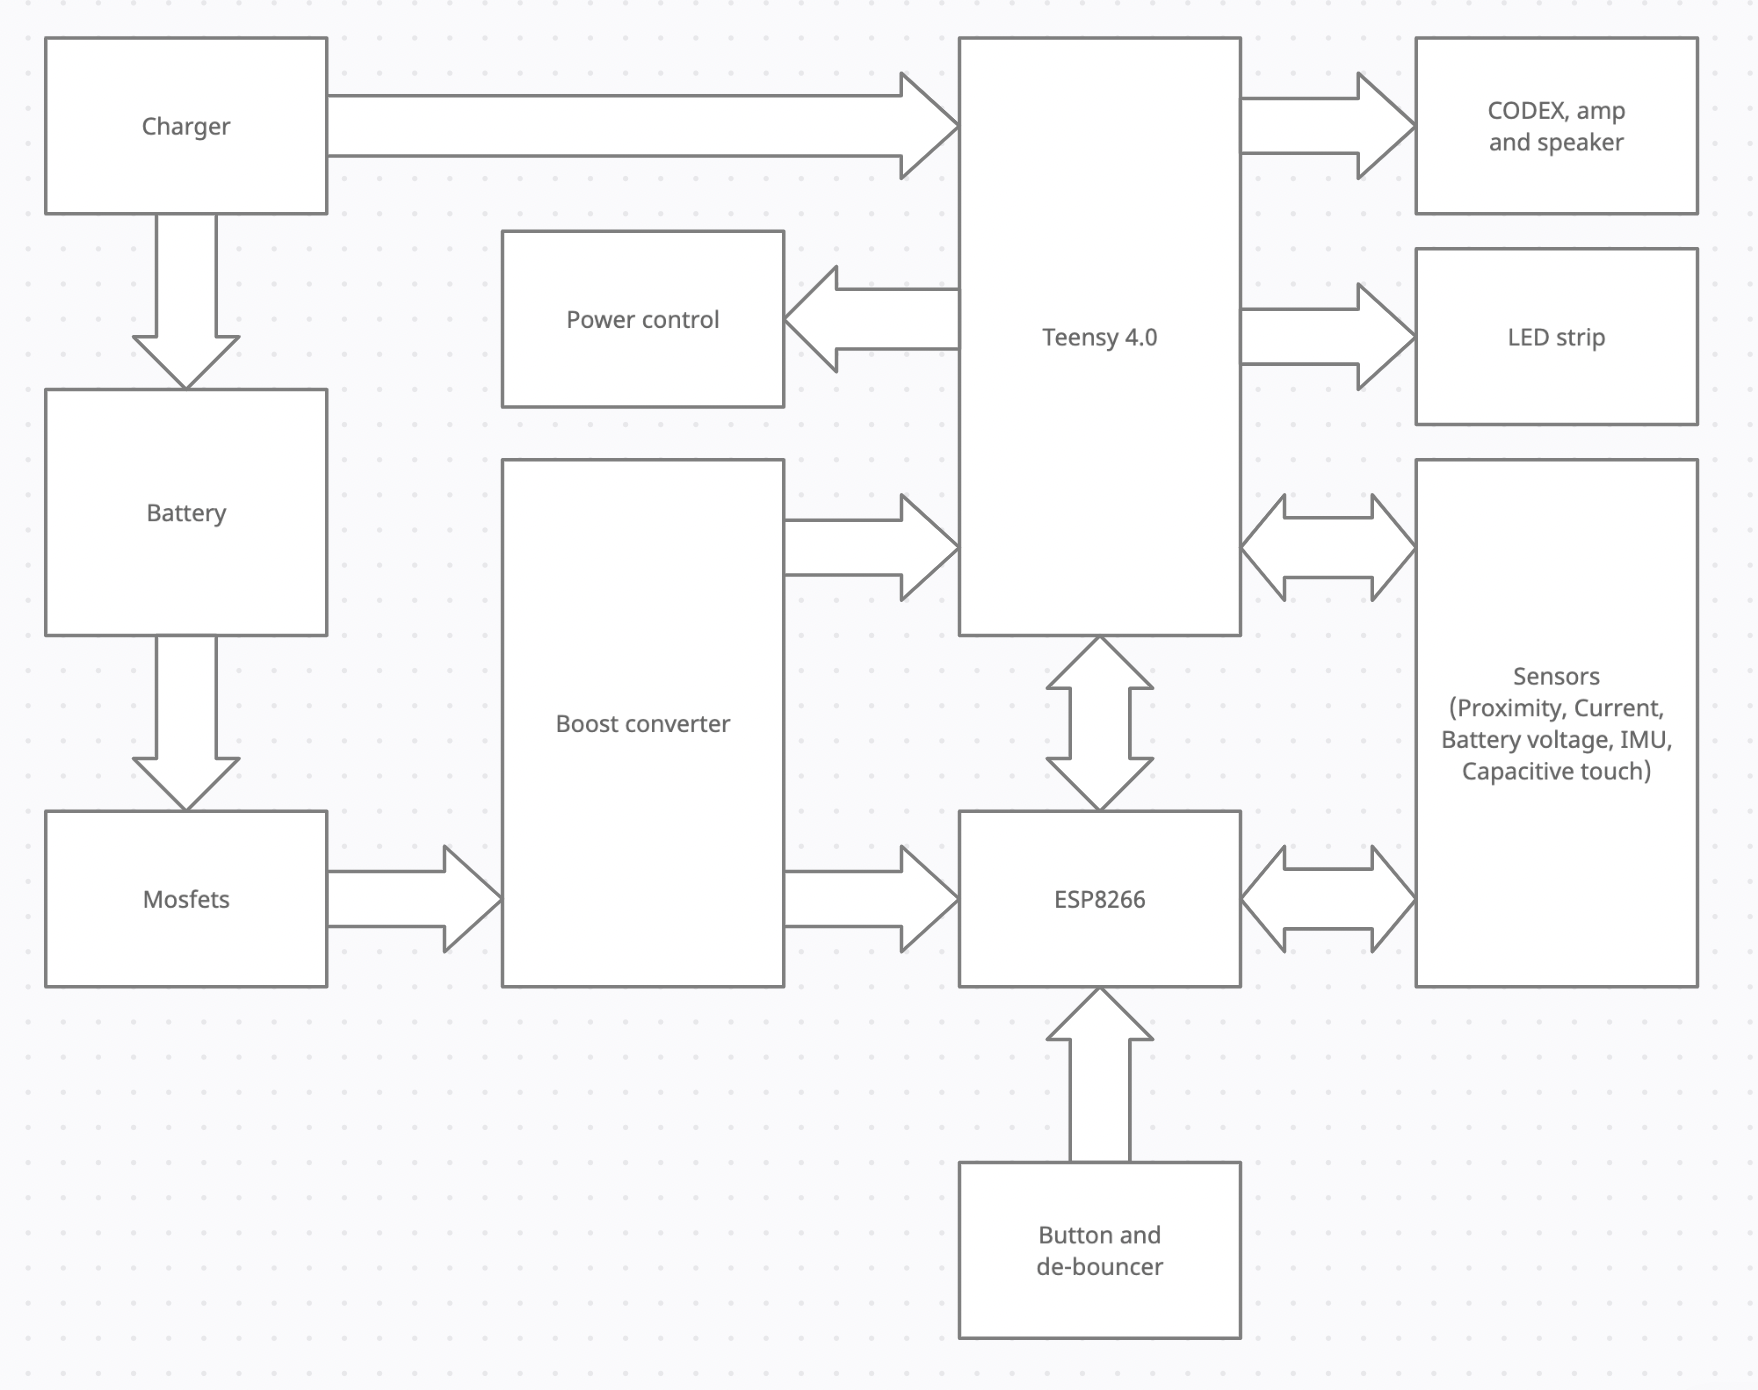 Charger
CODEX, amp
and speaker
Power control
Teensy 4.0
LED strip
Battery
Boost converter
Sensors
(Proximity, Current,
Battery voltage, IMU,
Capacitive touch)
Mosfets
ESP8266
Button and
de-bouncer